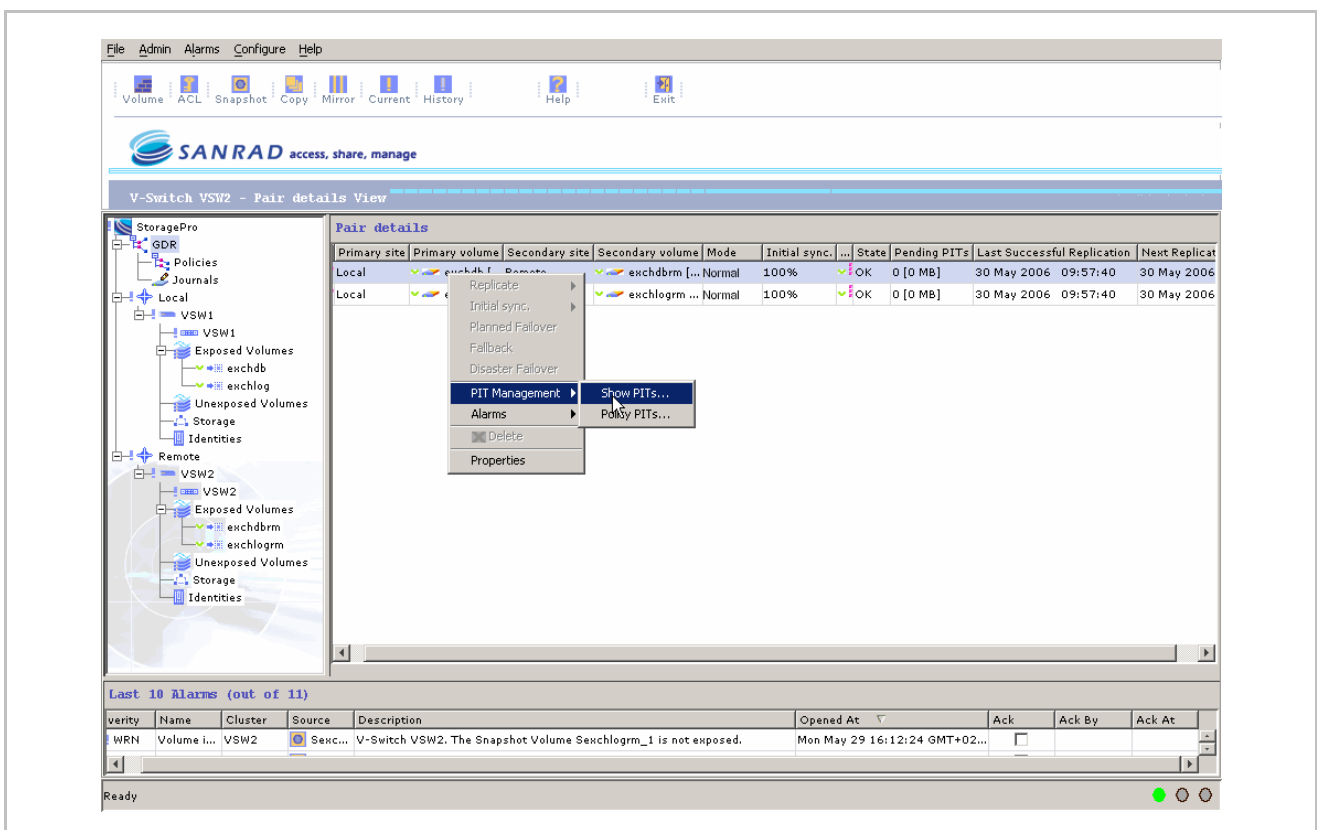 File Admin Alarms Configure Help
Volume ACL Snapshot Copy Mirror Current History Help Exit
SANRAD access, share, manage
V-Switch VSW2 - Pair details View
StoragePro
GDR
Policies
Journals
Local
VSW1
VSW1
Exposed Volumes
exchdb
exchlog
Unexposed Volumes
Storage
Identities
Remote
VSW2
VSW2
Exposed Volumes
exchdbrm
exchlogrm
Unexposed Volumes
Storage
Identities
Pair details
Primary site Primary volume Secondary site Secondary volume Mode Initial sync. ... State Pending PITs Last Successful Replication Next Replicat
Local exchdb [ Remote exchdbrm [... Normal 100% OK 0 [0 MB] 30 May 2006 09:57:40 30 May 2006
Local exchlogrm ... Normal 100% OK 0 [0 MB] 30 May 2006 09:57:40 30 May 2006
Replicate
Initial sync.
Planned Failover
Fallback
Disaster Failover
PIT Management
Alarms
Delete
Properties
Show PITs...
Policy PITs...
Last 10 Alarms (out of 11)
verity Name Cluster Source Description Opened At Ack Ack By Ack At
WRN Volume i... VSW2 Sexc... V-Switch VSW2. The Snapshot Volume Sexchlogrm_1 is not exposed. Mon May 29 16:12:24 GMT+02...
Ready